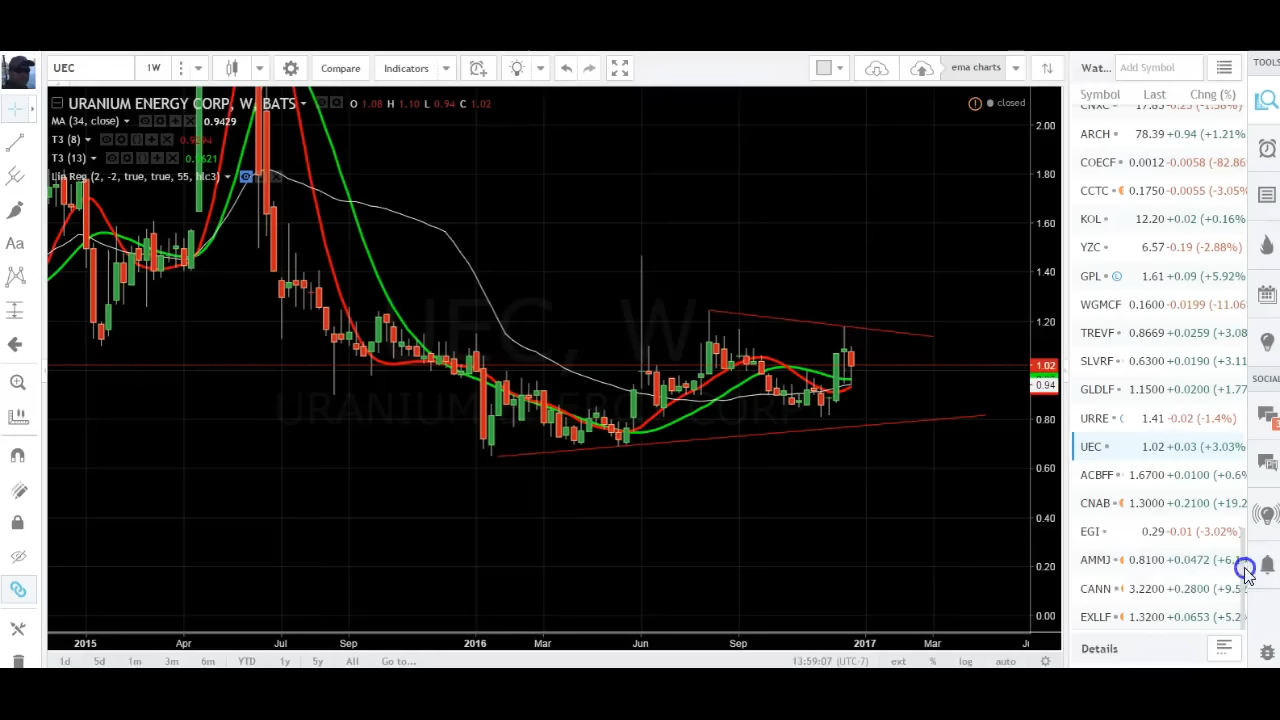 UEC 1W Compare Indicators ema charts Wat... Add Symbol TOOLS
Symbol Last Chng (%)
URANIUM ENERGY CORP, W, BATS O 1.08 H 1.10 L 0.94 C 1.02 closed
MA (34, close) 0.9429
T3 (8)
T3 (13)
Lin Reg (2, -2, true, true, 55, hlc3)
Aa
UEC, W
URANIUM ENERGY CORP
2.00
1.80
1.60
1.40
1.20
1.02
0.94
0.80
0.60
0.40
0.20
0.00
2015 Apr Jul Sep 2016 Mar Jun Sep 2017 Mar
1d 5d 1m 3m 6m YTD 1y 5y All Go to... 13:59:07 (UTC-7) ext % log auto
ARCH 78.39 +0.94 (+1.21%
COECF 0.0012 -0.0058 (-82.86
CCTC 0.1750 -0.0055 (-3.05%
KOL 12.20 +0.02 (+0.16%
YZC 6.57 -0.19 (-2.88%)
GPL 1.61 +0.09 (+5.92%
WGMCF 0.1600 -0.0199 (-11.06
TREVF 0.8669 +0.0259 (+3.08
SLVRF 0.6300 +0.0190 (+3.11
GLDLF 1.1500 +0.0200 (+1.77
URRE 1.41 -0.02 (-1.4%)
UEC 1.02 +0.03 (+3.03%
ACBFF 1.6700 +0.0100 (+0.6%
CNAB 1.3000 +0.2100 (+19.2
EGI 0.29 -0.01 (-3.02%)
AMMJ 0.8100 +0.0472
CANN 3.2200 +0.2800 (+9.5
EXLLF 1.3200 +0.0653 (+5.2
Details
SOCIAL